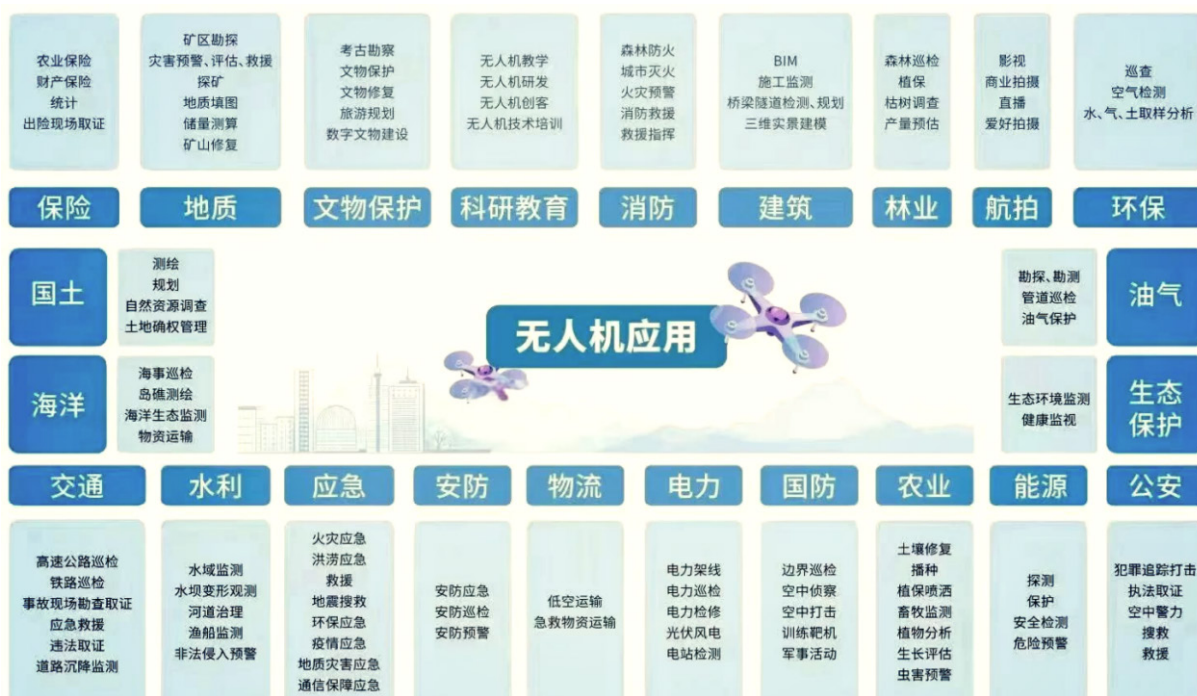 农业保险
财产保险
统计
出险现场取证
保险
矿区勘探
灾害预警、评估、救援
探矿
地质填图
储量测算
矿山修复
地质
考古勘察
文物保护
文物修复
旅游规划
数字文物建设
文物保护
无人机教学
无人机研发
无人机创客
无人机技术培训
科研教育
森林防火
城市灭火
火灾预警
消防救援
救援指挥
消防
BIM
施工监测
桥梁隧道检测、规划
三维实景建模
建筑
森林巡检
植保
枯树调查
产量预估
林业
影视
商业拍摄
直播
爱好拍摄
航拍
巡查
空气检测
水、气、土取样分析
环保
国土
测绘
规划
自然资源调查
土地确权管理
海洋
海事巡检
岛礁测绘
海洋生态监测
物资运输
无人机应用
勘探、勘测
管道巡检
油气保护
油气
生态环境监测
健康监视
生态
保护
交通
高速公路巡检
铁路巡检
事故现场勘查取证
应急救援
违法取证
道路沉降监测
水利
水域监测
水坝变形观测
河道治理
渔船监测
非法侵入预警
应急
火灾应急
洪涝应急
救援
地震搜救
环保应急
疫情应急
地质灾害应急
通信保障应急
安防
安防应急
安防巡检
安防预警
物流
低空运输
急救物资运输
电力
电力架线
电力巡检
电力检修
光伏风电
电站检测
国防
边界巡检
空中侦察
空中打击
训练靶机
军事活动
农业
土壤修复
播种
植保喷洒
畜牧监测
植物分析
生长评估
虫害预警
能源
探测
保护
安全检测
危险预警
公安
犯罪追踪打击
执法取证
空中警力
搜救
救援